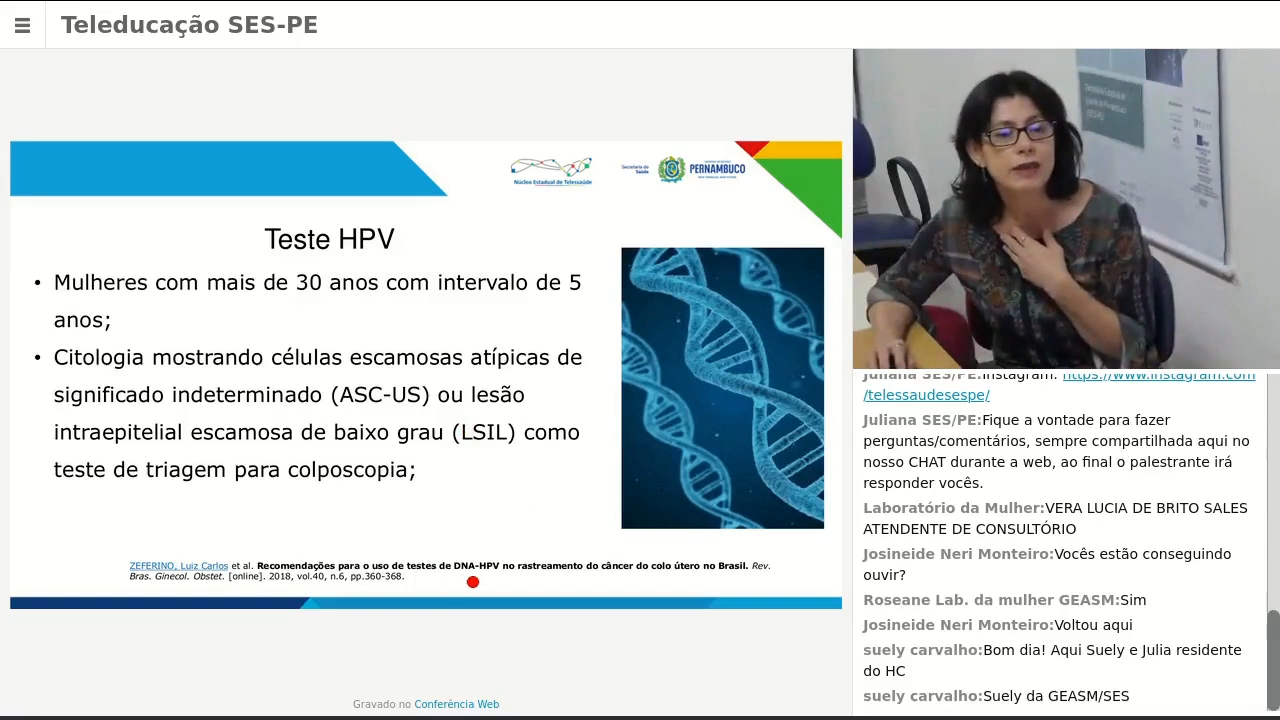 Teleducação SES-PE
Núcleo Estadual de Telessaúde
Secretaria de
Saúde
PERNAMBUCO
Teste HPV
• Mulheres com mais de 30 anos com intervalo de 5
anos;
• Citologia mostrando células escamosas atípicas de
significado indeterminado (ASC-US) ou lesão
intraepitelial escamosa de baixo grau (LSIL) como
teste de triagem para colposcopia;
ZEFERINO, Luiz Carlos et al. Recomendações para o uso de testes de DNA-HPV no rastreamento do câncer do colo útero no Brasil. Rev.
Bras. Ginecol. Obstet. [online]. 2018, vol.40, n.6, pp.360-368.
Gravado no Conferência Web
Juliana SES/PE:Instagram: https://www.instagram.com
/telessaudesespe/
Juliana SES/PE:Fique a vontade para fazer
perguntas/comentários, sempre compartilhada aqui no
nosso CHAT durante a web, ao final o palestrante irá
responder vocês.
Laboratório da Mulher:VERA LUCIA DE BRITO SALES
ATENDENTE DE CONSULTÓRIO
Josineide Neri Monteiro:Vocês estão conseguindo
ouvir?
Roseane Lab. da mulher GEASM:Sim
Josineide Neri Monteiro:Voltou aqui
suely carvalho:Bom dia! Aqui Suely e Julia residente
do HC
suely carvalho:Suely da GEASM/SES